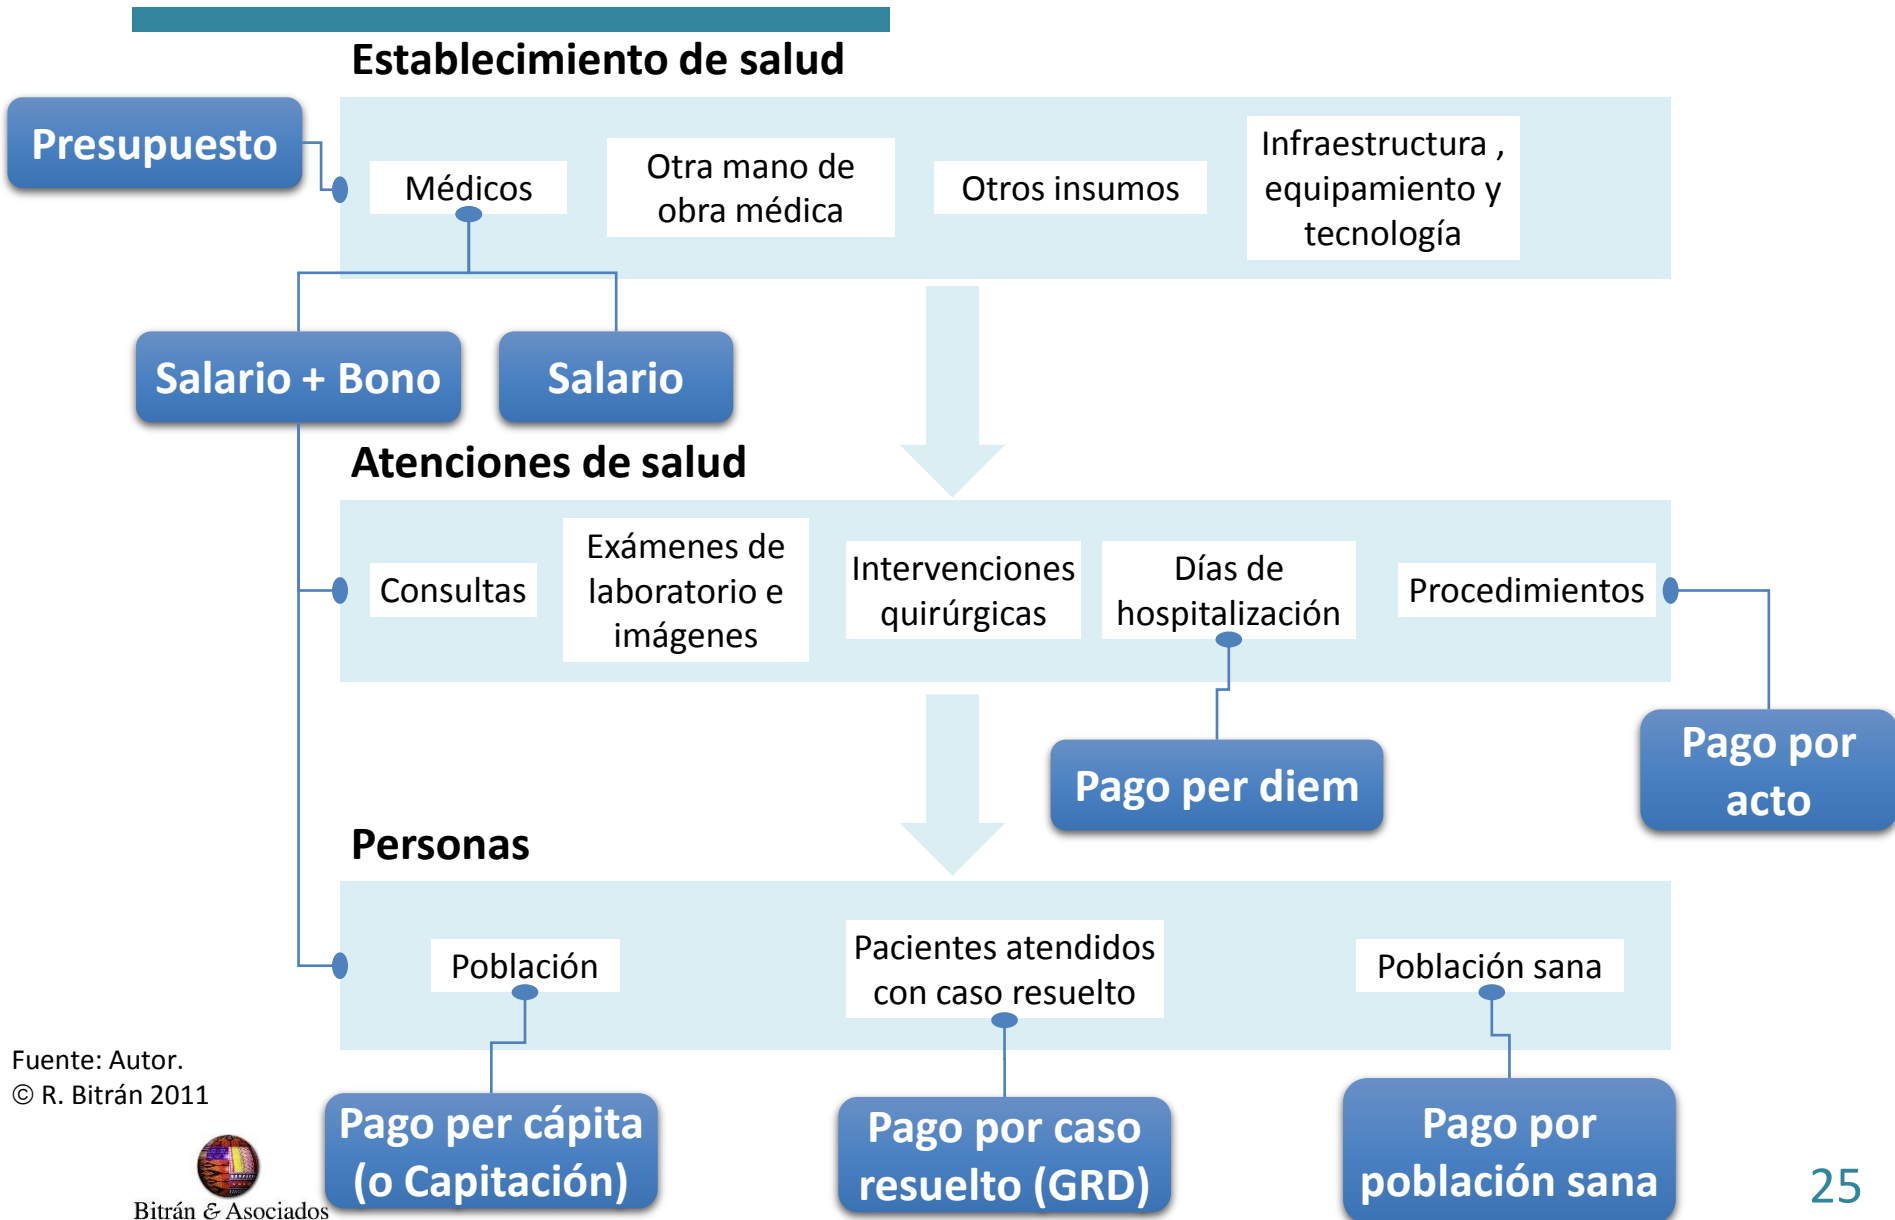 Establecimiento de salud
Presupuesto
Médicos
Otra mano de
obra médica
Otros insumos
Infraestructura ,
equipamiento y
tecnología
Salario + Bono
Salario
Atenciones de salud
Consultas
Exámenes de
laboratorio e
imágenes
Intervenciones
quirúrgicas
Días de
hospitalización
Procedimientos
Pago per diem
Pago por
acto
Personas
Población
Pacientes atendidos
con caso resuelto
Población sana
Fuente: Autor.
© R. Bitrán 2011
Pago per cápita
(o Capitación)
Pago por caso
resuelto (GRD)
Pago por
población sana
Bitrán & Asociados
25